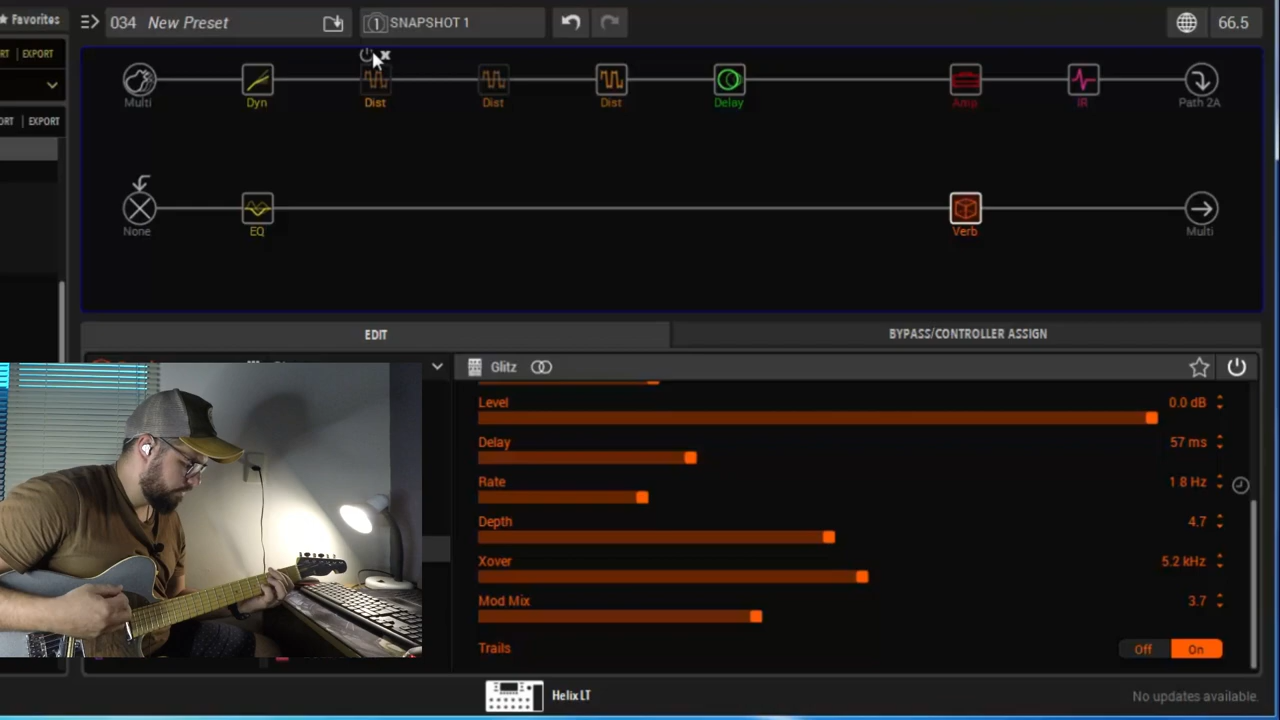 Favorites
034 New Preset
1 SNAPSHOT 1
66.5
RT EXPORT
ORT EXPORT
Multi Dyn Dist Dist Dist Delay Amp IR Path 2A
None EQ Verb Multi
EDIT
BYPASS/CONTROLLER ASSIGN
Glitz
Level 0.0 dB
Delay 57 ms
Rate 1 8 Hz
Depth 4.7
Xover 5.2 kHz
Mod Mix 3.7
Trails Off On
Helix LT
No updates available.